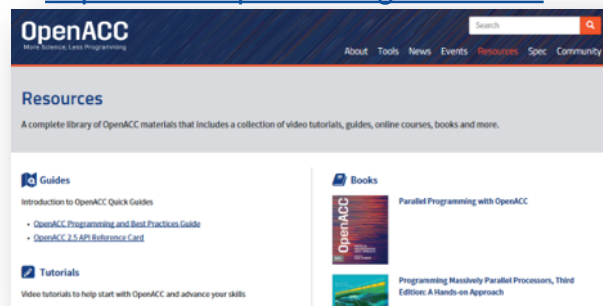 OpenACC
More Science, Less Programming
Search
About Tools News Events Resources Spec Community
Resources
A complete library of OpenACC materials that includes a collection of video tutorials, guides, online courses, books and more.
Guides
Introduction to OpenACC Quick Guides
OpenACC Programming and Best Practices Guide
OpenACC 2.5 API Reference Card
Tutorials
Video tutorials to help start with OpenACC and advance your skills
Books
OpenACC
Parallel Programming with OpenACC
Programming Massively Parallel Processors, Third
Edition: A Hands-on Approach